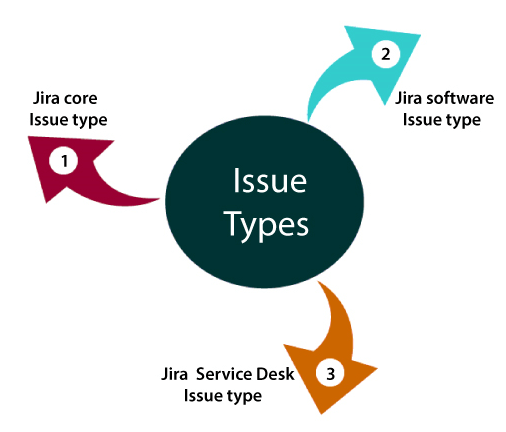 Jira core
Issue type
1
2
Jira software
Issue type
Issue
Types
Jira Service Desk
Issue type
3